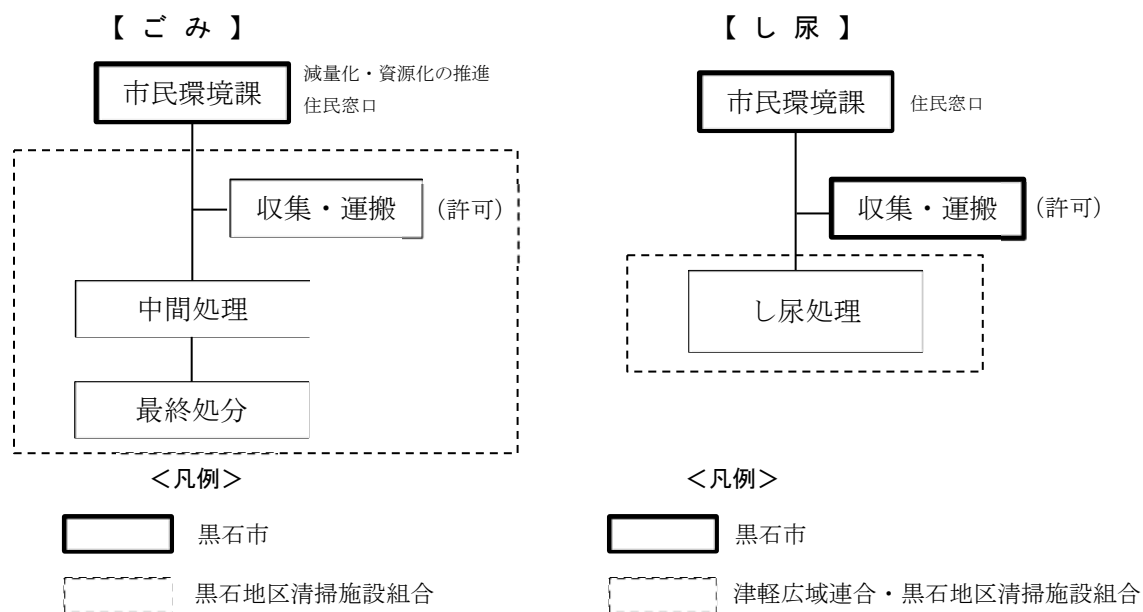 【 ご み 】
市民環境課
減量化・資源化の推進
住民窓口
収集・運搬
(許可)
中間処理
最終処分
＜凡例＞
黒石市
黒石地区清掃施設組合
【 し 尿 】
市民環境課
住民窓口
収集・運搬
(許可)
し尿処理
＜凡例＞
黒石市
津軽広域連合・黒石地区清掃施設組合